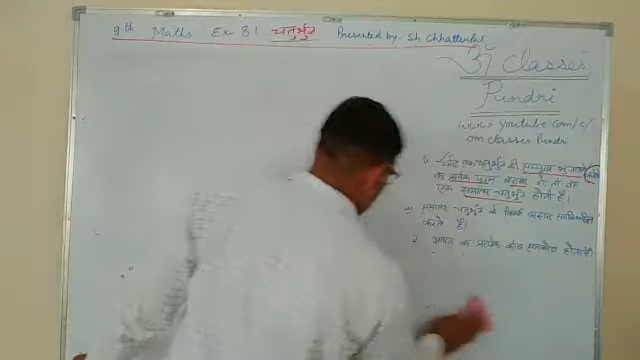 9th Maths Ex-8.1 चतुर्भुज Presented by- Sh
ॐ Classes
Pundri
www.youtube.com/c/
om classes Pundri
एक चतुर्भुज की सम्मुख
का प्रत्येक युग्म बराबर हो, तो वह
एक समांतर चतुर्भुज होता है।
समांतर चतुर्भुज के विकर्ण परस्पर समद्विभाजित
करते हैं।
2. आयत का प्रत्येक कोण समकोण होता है।